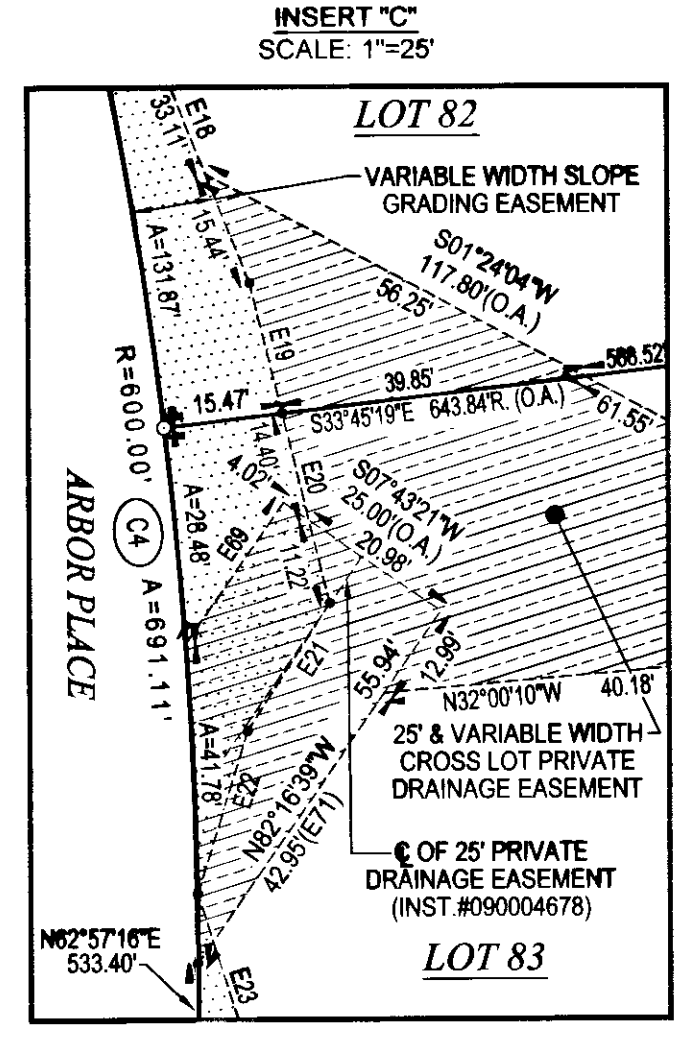 INSERT "C"
SCALE: 1"=25'
LOT 82
E18
33.11'
VARIABLE WIDTH SLOPE
GRADING EASEMENT
15.44'
A=131.87'
S01°24'04"W
117.80'(O.A.)
56.25'
E19
588.52'
R=600.00'
15.47'
39.85'
S33°45'19"E 643.84'R. (O.A.)
61.55'
14.40'
4.02'
E20
S07°43'21"W
25.00'(O.A.)
20.98'
ARBOR PLACE
C4
A=28.48'
E69
11.22'
A=691.11'
E21
55.94'
12.99'
N32°00'10"W
40.18'
25' & VARIABLE WIDTH
CROSS LOT PRIVATE
DRAINAGE EASEMENT
A=41.78'
E22
N82°16'39"W
42.95'(E71)
℄ OF 25' PRIVATE
DRAINAGE EASEMENT
(INST.#090004678)
N62°57'16"E
533.40'
LOT 83
E23